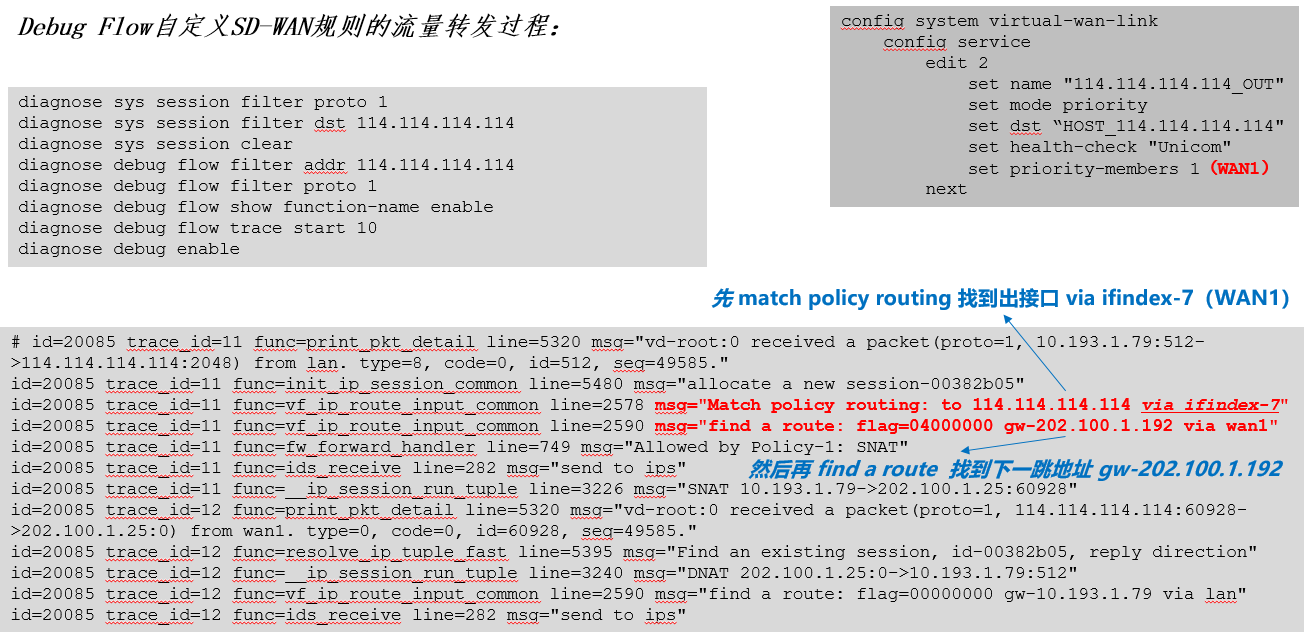 Debug Flow自定义SD-WAN规则的流量转发过程：
config system virtual-wan-link
config service
edit 2
set name "114.114.114.114_OUT"
set mode priority
set dst “HOST_114.114.114.114"
set health-check "Unicom"
set priority-members 1（WAN1）
next
diagnose sys session filter proto 1
diagnose sys session filter dst 114.114.114.114
diagnose sys session clear
diagnose debug flow filter addr 114.114.114.114
diagnose debug flow filter proto 1
diagnose debug flow show function-name enable
diagnose debug flow trace start 10
diagnose debug enable
先 match policy routing 找到出接口 via ifindex-7（WAN1）
# id=20085 trace_id=11 func=print_pkt_detail line=5320 msg="vd-root:0 received a packet(proto=1, 10.193.1.79:512-
>114.114.114.114:2048) from lan. type=8, code=0, id=512, seq=49585."
id=20085 trace_id=11 func=init_ip_session_common line=5480 msg="allocate a new session-00382b05"
id=20085 trace_id=11 func=vf_ip_route_input_common line=2578 msg="Match policy routing: to 114.114.114.114 via ifindex-7"
id=20085 trace_id=11 func=vf_ip_route_input_common line=2590 msg="find a route: flag=04000000 gw-202.100.1.192 via wan1"
id=20085 trace_id=11 func=fw_forward_handler line=749 msg="Allowed by Policy-1: SNAT"
id=20085 trace_id=11 func=ids_receive line=282 msg="send to ips"
然后再 find a route 找到下一跳地址 gw-202.100.1.192
id=20085 trace_id=11 func=__ip_session_run_tuple line=3226 msg="SNAT 10.193.1.79->202.100.1.25:60928"
id=20085 trace_id=12 func=print_pkt_detail line=5320 msg="vd-root:0 received a packet(proto=1, 114.114.114.114:60928-
>202.100.1.25:0) from wan1. type=0, code=0, id=60928, seq=49585."
id=20085 trace_id=12 func=resolve_ip_tuple_fast line=5395 msg="Find an existing session, id-00382b05, reply direction"
id=20085 trace_id=12 func=__ip_session_run_tuple line=3240 msg="DNAT 202.100.1.25:0->10.193.1.79:512"
id=20085 trace_id=12 func=vf_ip_route_input_common line=2590 msg="find a route: flag=00000000 gw-10.193.1.79 via lan"
id=20085 trace_id=12 func=ids_receive line=282 msg="send to ips"